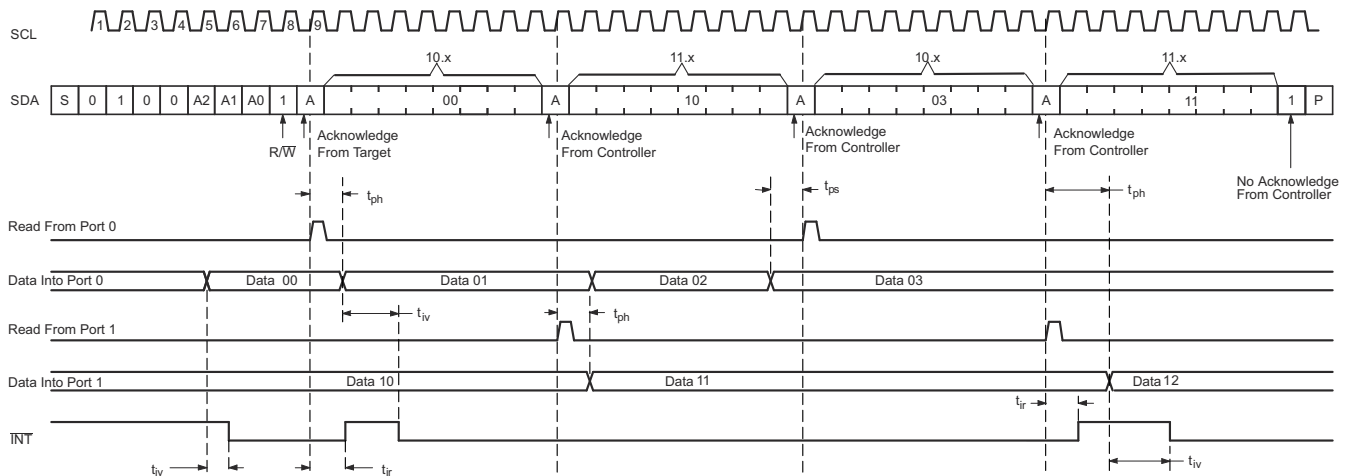 SCL 1 2 3 4 5 6 7 8 9
10.x 11.x 10.x 11.x
SDA S 0 1 0 0 A2 A1 A0 1 A 00 A 10 A 03 A 11 1 P
R/W̅
Acknowledge
From Target
Acknowledge
From Controller
Acknowledge
From Controller
Acknowledge
From Controller
No Acknowledge
From Controller
tph tps tph
Read From Port 0
Data Into Port 0 Data 00 Data 01 Data 02 Data 03
tiv tph
Read From Port 1
Data Into Port 1 Data 10 Data 11 Data 12
tir
I̅N̅T̅
tiv tir tiv